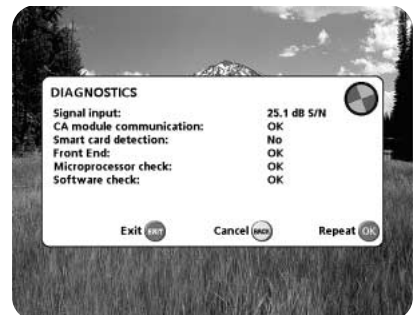 DIAGNOSTICS
Signal input: 25.1 dB S/N
CA module communication: OK
Smart card detection: No
Front End: OK
Microprocessor check: OK
Software check: OK
Exit EXIT Cancel BACK Repeat OK